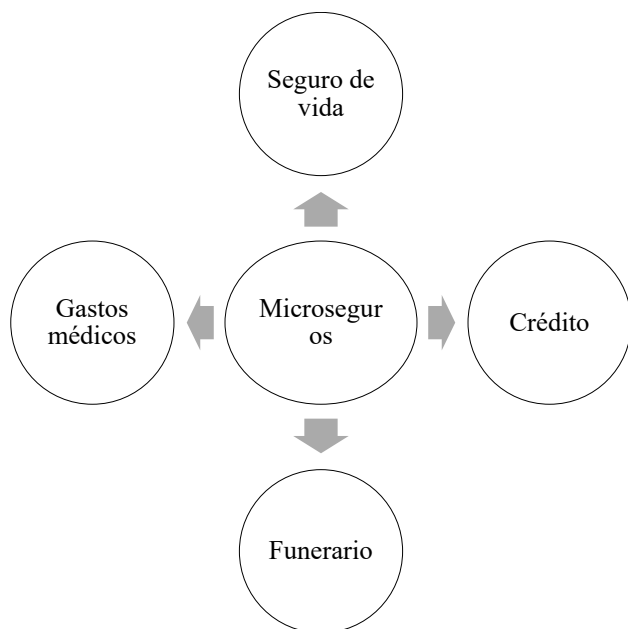 Seguro de
vida
Gastos
médicos
Microsegur
os
Crédito
Funerario